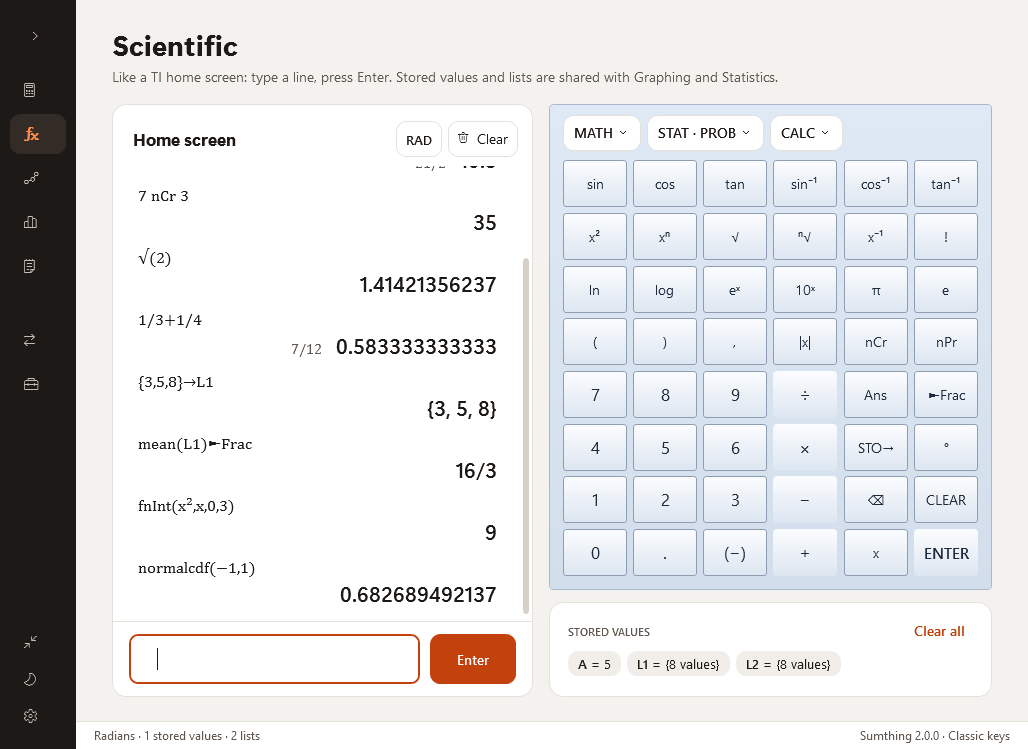 Scientific
Like a TI home screen: type a line, press Enter. Stored values and lists are shared with Graphing and Statistics.
Home screen
RAD
Clear
7 nCr 3
35
√(2)
1.41421356237
1/3+1/4
7/12 0.583333333333
{3,5,8}→L1
{3, 5, 8}
mean(L1)►Frac
16/3
fnInt(x²,x,0,3)
9
normalcdf(−1,1)
0.682689492137
Enter
MATH STAT · PROB CALC
sin cos tan sin⁻¹ cos⁻¹ tan⁻¹
x² xⁿ √ ⁿ√ x⁻¹ !
ln log eˣ 10ˣ π e
( ) , |x| nCr nPr
7 8 9 ÷ Ans ►Frac
4 5 6 × STO→ °
1 2 3 − ⌫ CLEAR
0 . (−) + x ENTER
STORED VALUES
Clear all
A = 5 L1 = {8 values} L2 = {8 values}
Radians · 1 stored values · 2 lists
Sumthing 2.0.0 · Classic keys